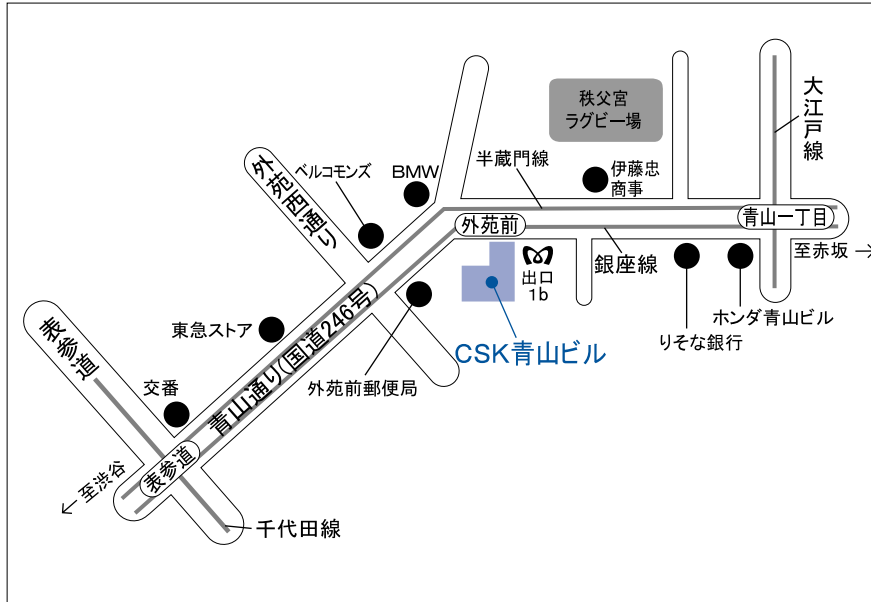 秩父宮
ラグビー場
大江戸線
半蔵門線
伊藤忠
商事
BMW
ベルコモンズ
外苑西通り
外苑前
青山一丁目
至赤坂 →
銀座線
出口
1b
ホンダ青山ビル
りそな銀行
CSK青山ビル
東急ストア
青山通り(国道246号)
外苑前郵便局
表参道
交番
表参道
← 至渋谷
千代田線